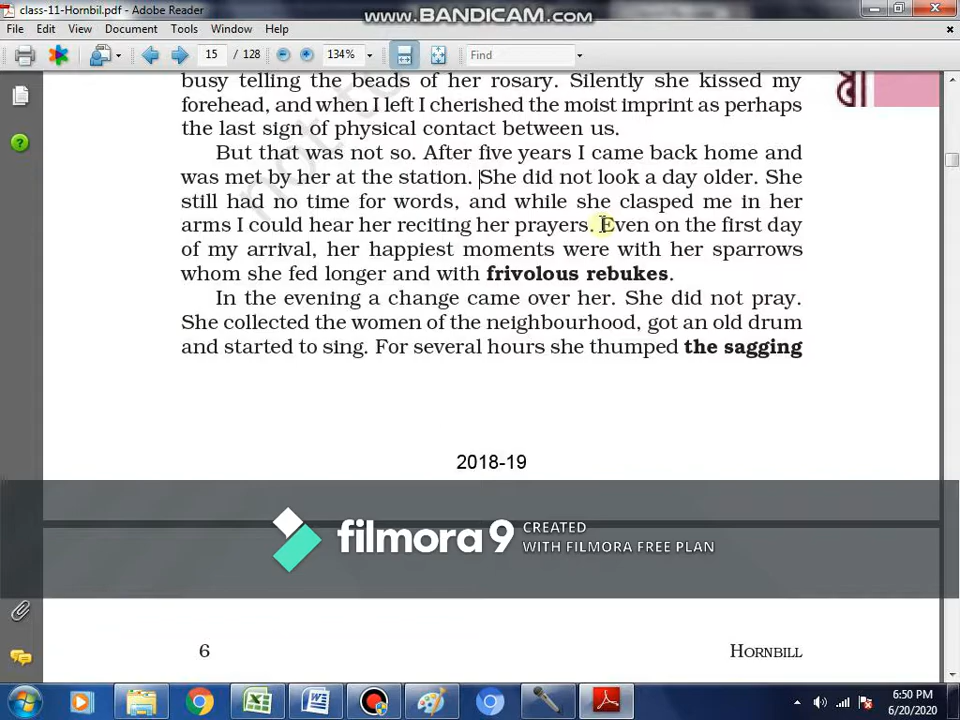 class-11-Hornbil.pdf - Adobe Reader
www.BANDICAM.com
File Edit View Document Tools Window Help
15 / 128 134% Find
busy telling the beads of her rosary. Silently she kissed my
forehead, and when I left I cherished the moist imprint as perhaps
the last sign of physical contact between us.
But that was not so. After five years I came back home and
was met by her at the station. She did not look a day older. She
still had no time for words, and while she clasped me in her
arms I could hear her reciting her prayers. Even on the first day
of my arrival, her happiest moments were with her sparrows
whom she fed longer and with frivolous rebukes.
In the evening a change came over her. She did not pray.
She collected the women of the neighbourhood, got an old drum
and started to sing. For several hours she thumped the sagging
not to
2018-19
filmora 9 CREATED
WITH FILMORA FREE PLAN
6 HORNBILL
6:50 PM
6/20/2020